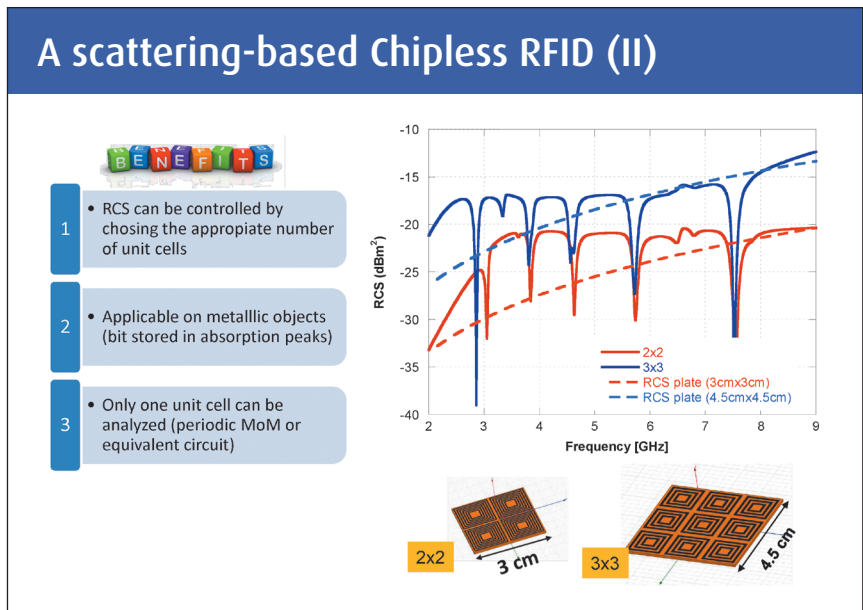 A scattering-based Chipless RFID (II)
BENEFITS
1
• RCS can be controlled by
chosing the appropiate number
of unit cells
2
• Applicable on metalllic objects
(bit stored in absorption peaks)
3
• Only one unit cell can be
analyzed (periodic MoM or
equivalent circuit)
-10
-15
-20
-25
-30
-35
-40
RCS (dBm²)
2x2
3x3
RCS plate (3cmx3cm)
RCS plate (4.5cmx4.5cm)
2 3 4 5 6 7 8 9
Frequency [GHz]
2x2
3 cm
3x3
4.5 cm